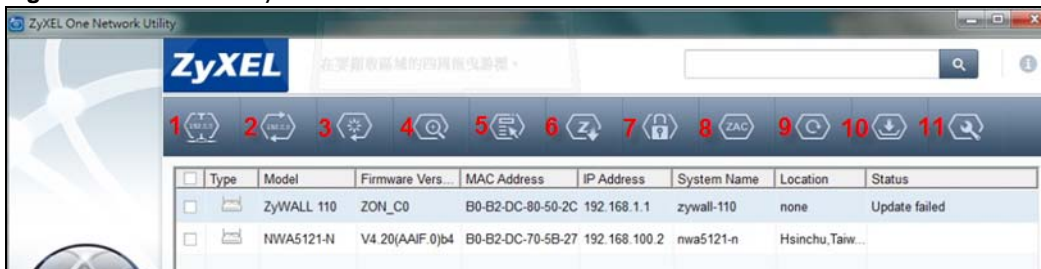 ZyXEL One Network Utility
ZyXEL
1 2 3 4 5 6 7 8 ZAC 9 10 11
Type Model Firmware Vers... MAC Address IP Address System Name Location Status
ZyWALL 110 ZON_C0 B0-B2-DC-80-50-2C 192.168.1.1 zywall-110 none Update failed
NWA5121-N V4.20(AAIF.0)b4 B0-B2-DC-70-5B-27 192.168.100.2 nwa5121-n Hsinchu,Taiw...